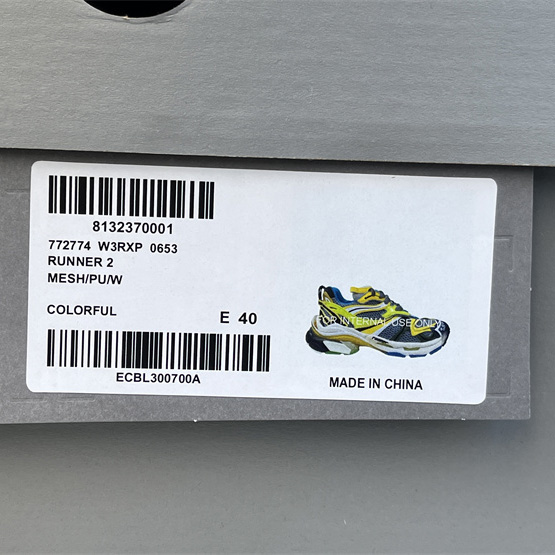 8132370001
772774 W3RXP 0653
RUNNER 2
MESH/PU/W
COLORFUL
E 40
FOR INTERNAL USE ONLY
ECBL300700A
MADE IN CHINA